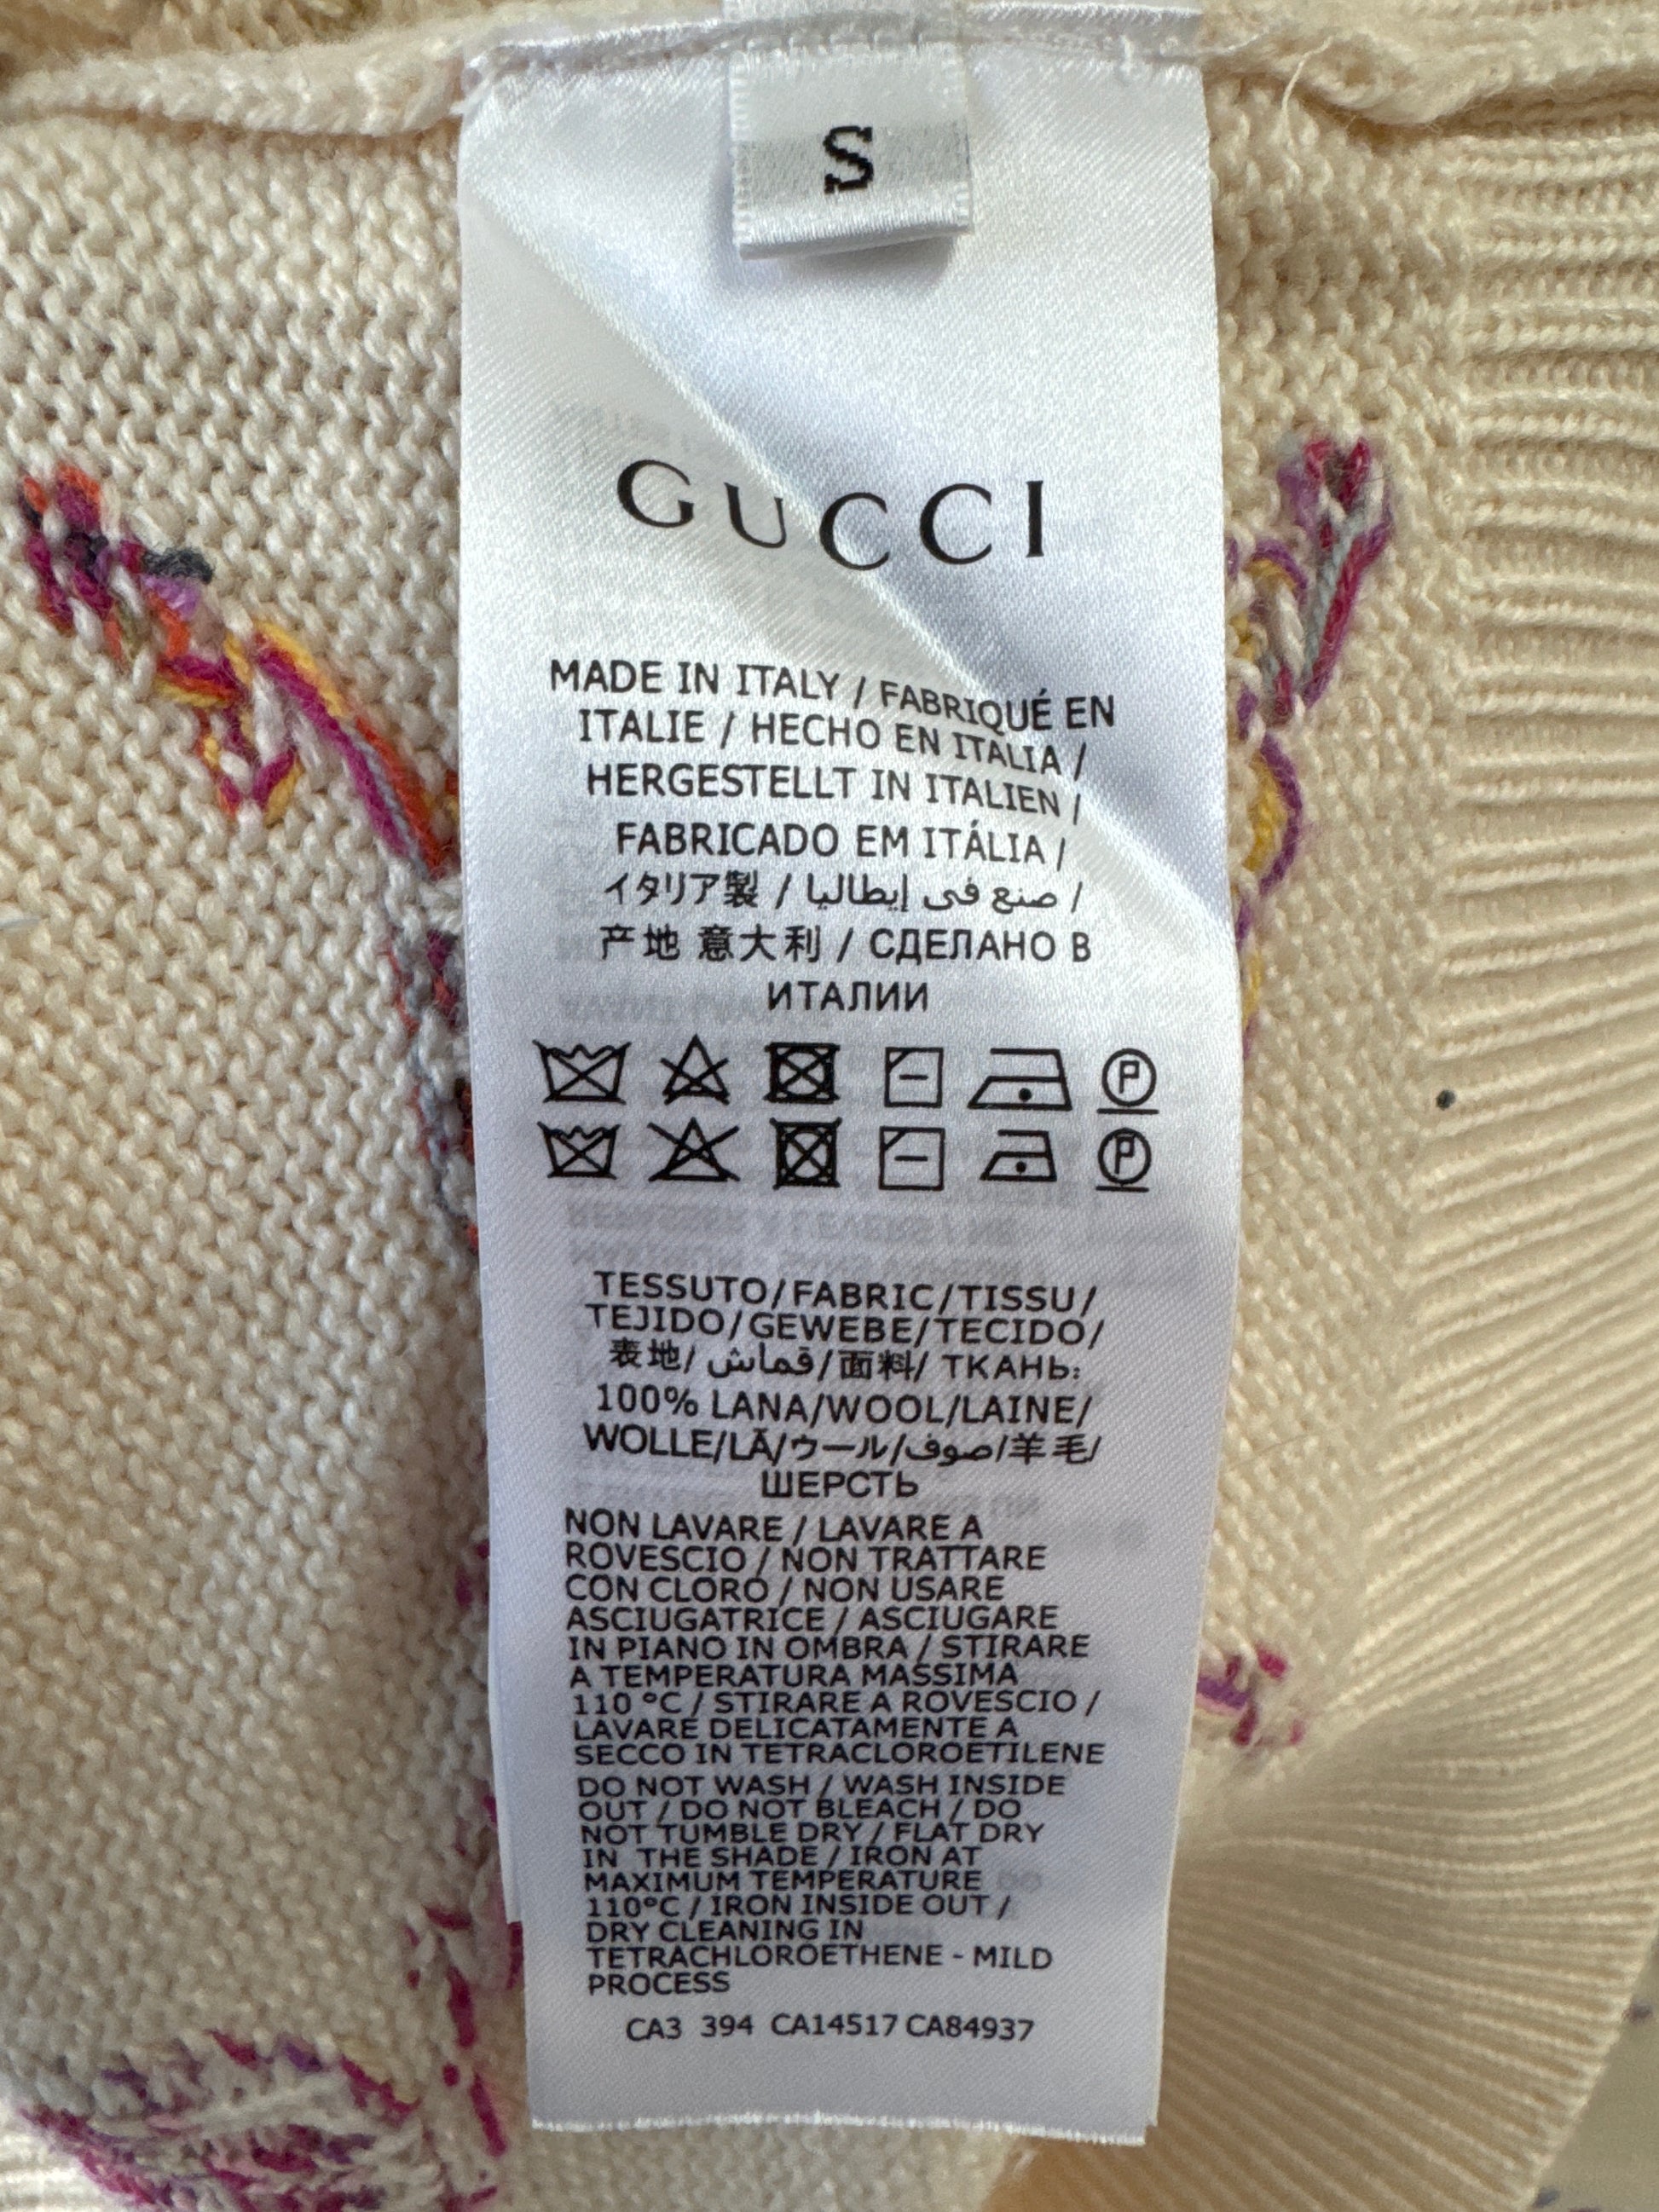 S
GUCCI
MADE IN ITALY / FABRIQUÉ EN
ITALIE / HECHO EN ITALIA /
HERGESTELLT IN ITALIEN /
FABRICADO EM ITÁLIA /
イタリア製 / صنع فى إيطاليا /
产地 意大利 / СДЕЛАНО В
ИТАЛИИ
P
P
TESSUTO/FABRIC/TISSU/
TEJIDO/GEWEBE/TECIDO/
表地/ قماش/面料/ ТКАНЬ:
100% LANA/WOOL/LAINE/
WOLLE/LÃ/ウール/صوف/羊毛/
ШЕРСТЬ
NON LAVARE / LAVARE A
ROVESCIO / NON TRATTARE
CON CLORO / NON USARE
ASCIUGATRICE / ASCIUGARE
IN PIANO IN OMBRA / STIRARE
A TEMPERATURA MASSIMA
110 °C / STIRARE A ROVESCIO /
LAVARE DELICATAMENTE A
SECCO IN TETRACLOROETILENE
DO NOT WASH / WASH INSIDE
OUT / DO NOT BLEACH / DO
NOT TUMBLE DRY / FLAT DRY
IN THE SHADE / IRON AT
MAXIMUM TEMPERATURE
110°C / IRON INSIDE OUT /
DRY CLEANING IN
TETRACHLOROETHENE - MILD
PROCESS
CA3 394 CA14517 CA84937